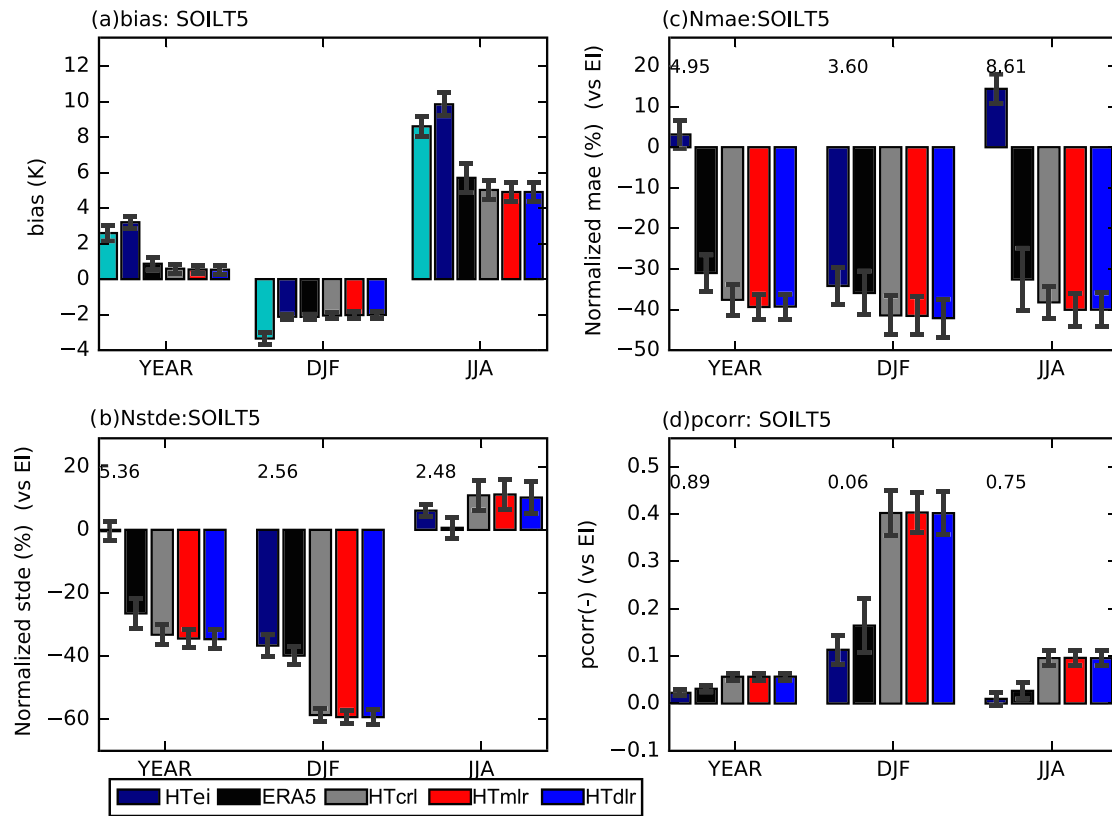 (a)bias: SOILT5
bias (K)
12
10
8
6
4
2
0
−2
−4
YEAR DJF JJA
(c)Nmae:SOILT5
Normalized mae (%) (vs EI)
20
10
0
−10
−20
−30
−40
−50
4.95 3.60 8.61
YEAR DJF JJA
(b)Nstde:SOILT5
Normalized stde (%) (vs EI)
20
0
−20
−40
−60
5.36 2.56 2.48
YEAR DJF JJA
(d)pcorr: SOILT5
pcorr(-) (vs EI)
0.5
0.4
0.3
0.2
0.1
0.0
−0.1
0.89 0.06 0.75
YEAR DJF JJA
HTei ERA5 HTcrl HTmlr HTdlr